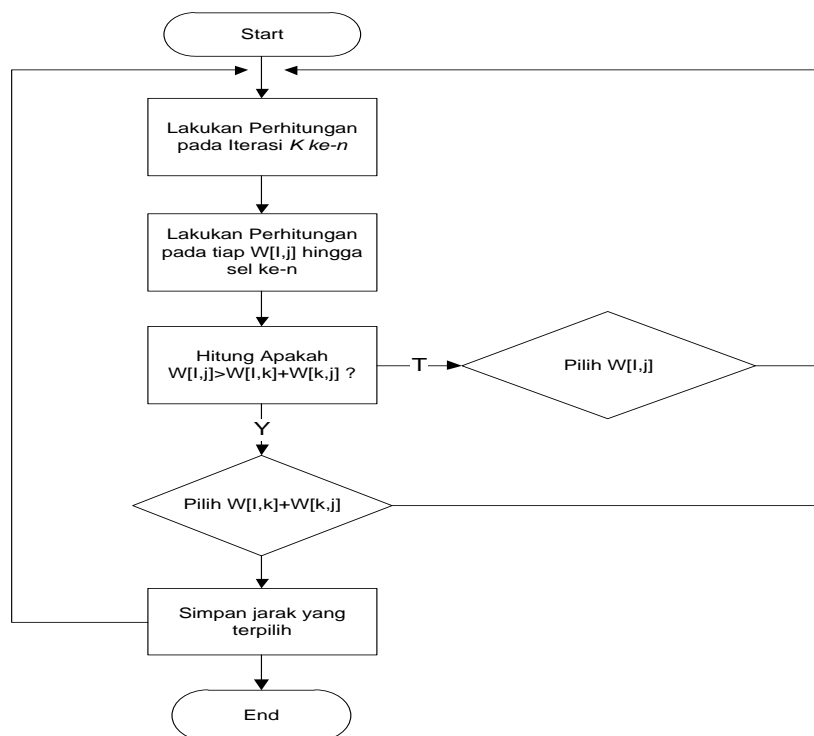 Start
Lakukan Perhitungan
pada Iterasi K ke-n
Lakukan Perhitungan
pada tiap W[I,j] hingga
sel ke-n
Hitung Apakah
W[I,j]>W[I,k]+W[k,j] ?
T
Pilih W[I,j]
Y
Pilih W[I,k]+W[k,j]
Simpan jarak yang
terpilih
End